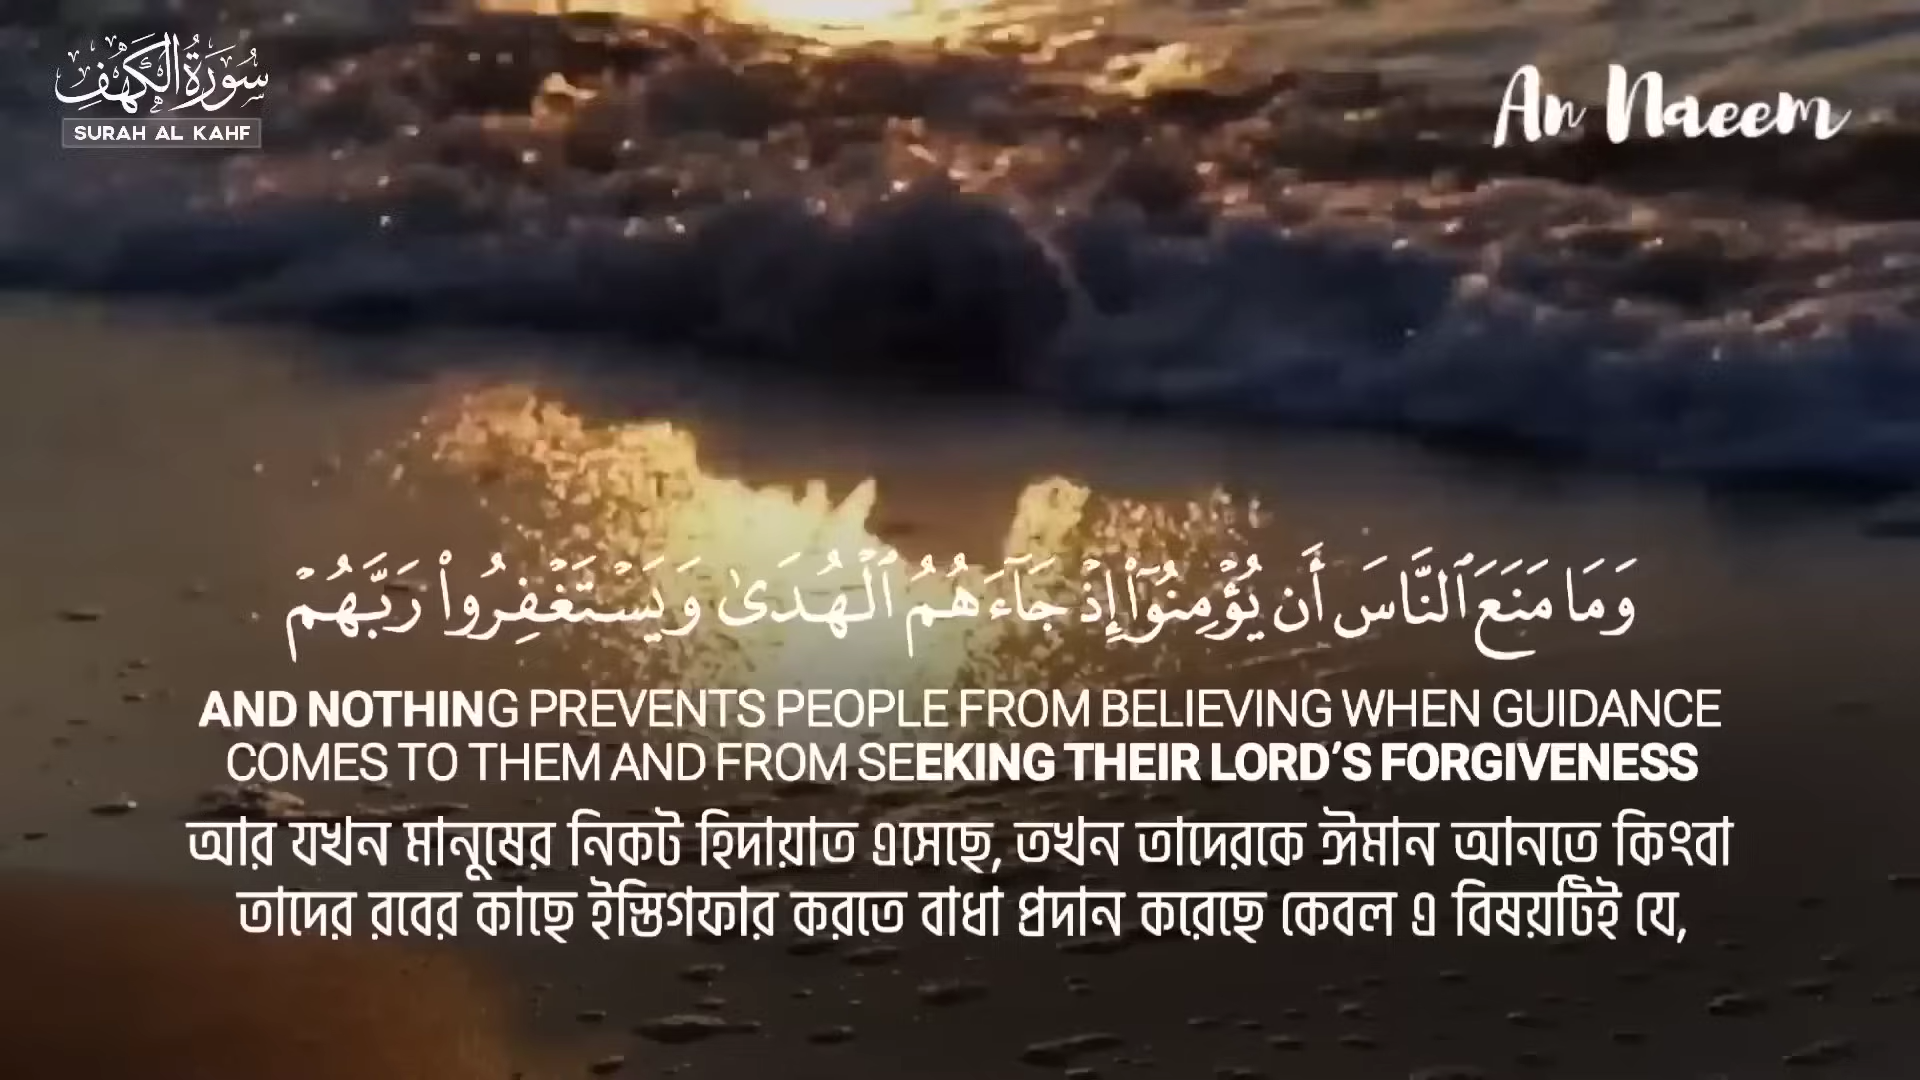 سُورَةُ الْكَهْفِ
SURAH AL KAHF
An Naeem
وَمَا مَنَعَ ٱلنَّاسَ أَن يُؤْمِنُوٓا۟ إِذْ جَآءَهُمُ ٱلْهُدَىٰ وَيَسْتَغْفِرُوا۟ رَبَّهُمْ
AND NOTHING PREVENTS PEOPLE FROM BELIEVING WHEN GUIDANCE
COMES TO THEM AND FROM SEEKING THEIR LORD’S FORGIVENESS
আর যখন মানুষের নিকট হিদায়াত এসেছে, তখন তাদেরকে ঈমান আনতে কিংবা
তাদের রবের কাছে ইস্তিগফার করতে বাধা প্রদান করেছে কেবল এ বিষয়টিই যে,